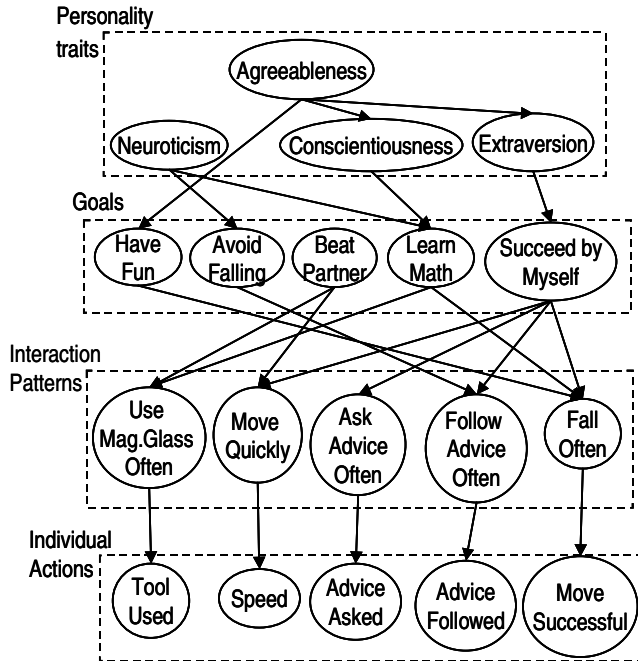 Personality
traits
Agreeableness
Neuroticism
Conscientiousness
Extraversion
Goals
Have
Fun
Avoid
Falling
Beat
Partner
Learn
Math
Succeed by
Myself
Interaction
Patterns
Use
Mag.Glass
Often
Move
Quickly
Ask
Advice
Often
Follow
Advice
Often
Fall
Often
Individual
Actions
Tool
Used
Speed
Advice
Asked
Advice
Followed
Move
Successful